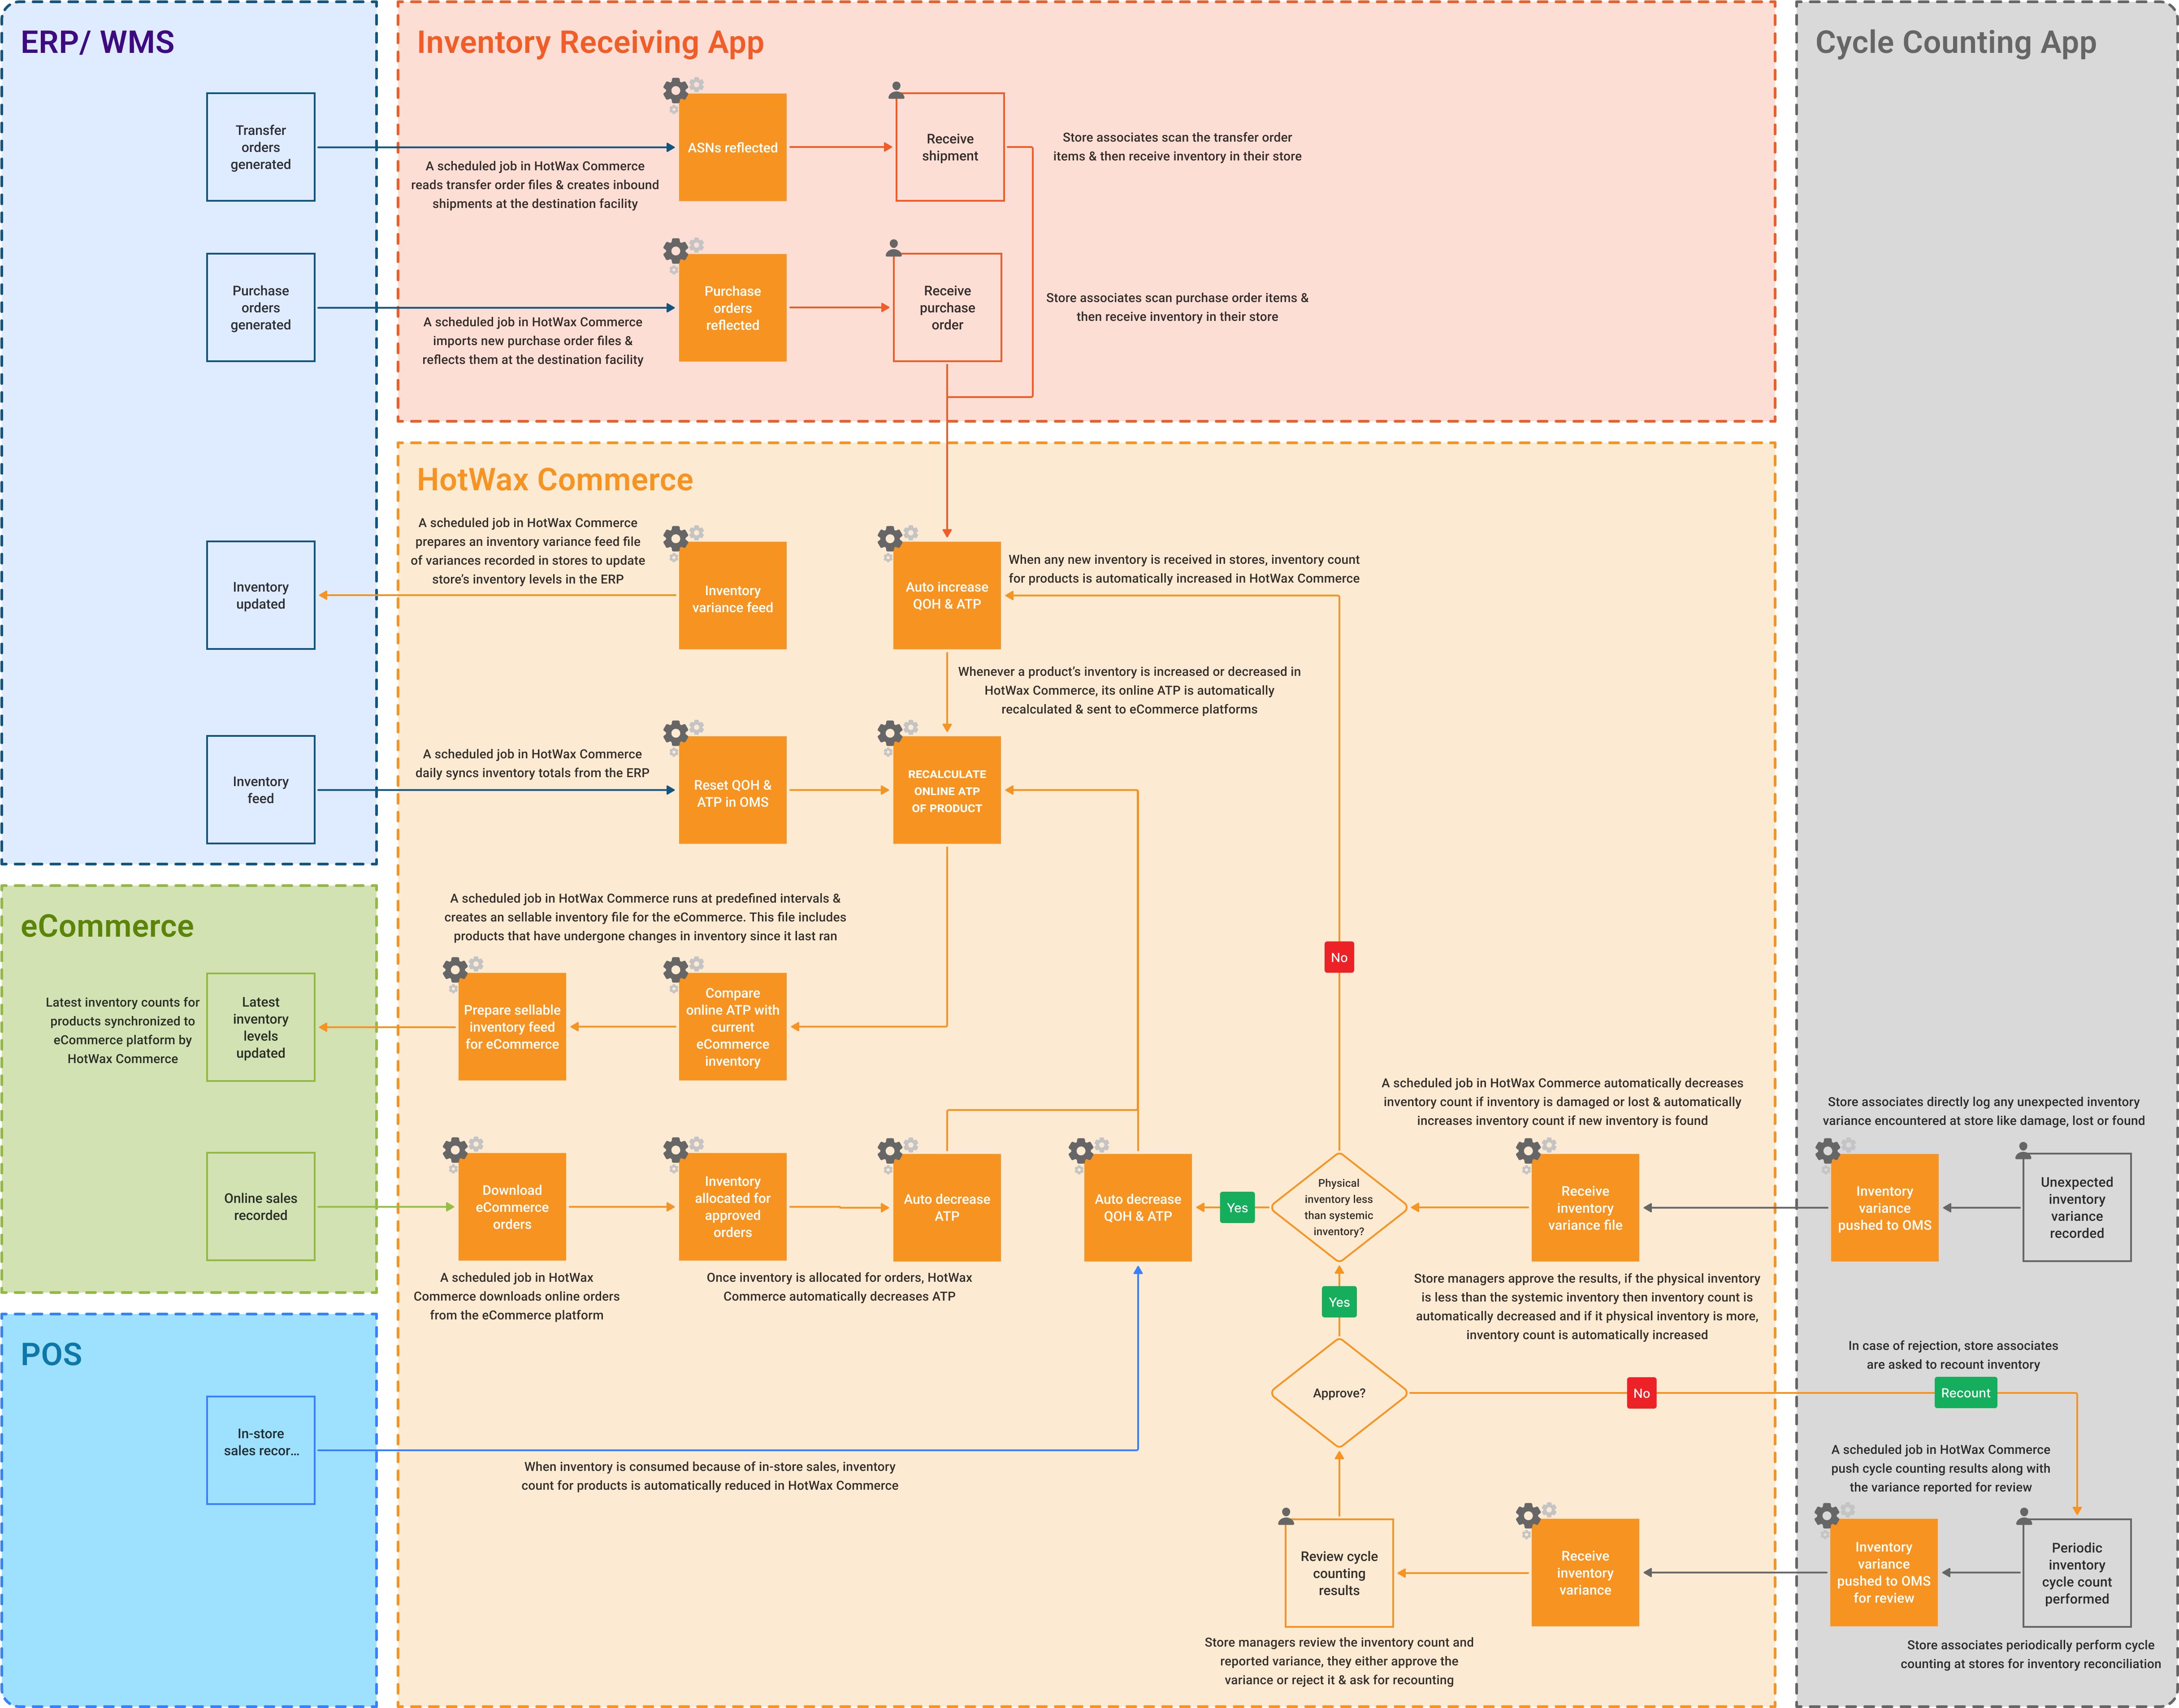 ERP/ WMS
Transfer
orders
generated
Purchase
orders
generated
Inventory
updated
Inventory
feed
Inventory Receiving App
A scheduled job in HotWax Commerce
reads transfer order files & creates inbound
shipments at the destination facility
ASNs reflected
Receive
shipment
Store associates scan the transfer order
items & then receive inventory in their store
A scheduled job in HotWax Commerce
imports new purchase order files &
reflects them at the destination facility
Purchase
orders
reflected
Receive
purchase
order
Store associates scan purchase order items &
then receive inventory in their store
HotWax Commerce
A scheduled job in HotWax Commerce
prepares an inventory variance feed file
of variances recorded in stores to update
store's inventory levels in the ERP
Inventory
variance feed
Auto increase
QOH & ATP
When any new inventory is received in stores, inventory count
for products is automatically increased in HotWax Commerce
Whenever a product's inventory is increased or decreased in
HotWax Commerce, its online ATP is automatically
recalculated & sent to eCommerce platforms
A scheduled job in HotWax Commerce
daily syncs inventory totals from the ERP
Reset QOH &
ATP in OMS
RECALCULATE
ONLINE ATP
OF PRODUCT
A scheduled job in HotWax Commerce runs at predefined intervals &
creates an sellable inventory file for the eCommerce. This file includes
products that have undergone changes in inventory since it last ran
Prepare sellable
inventory feed
for eCommerce
Compare
online ATP with
current
eCommerce
inventory
No
eCommerce
Latest inventory counts for
products synchronized to
eCommerce platform by
HotWax Commerce
Latest
inventory
levels
updated
Online sales
recorded
Download
eCommerce
orders
A scheduled job in HotWax
Commerce downloads online orders
from the eCommerce platform
Inventory
allocated for
approved
orders
Auto decrease
ATP
Once inventory is allocated for orders, HotWax
Commerce automatically decreases ATP
Auto decrease
QOH & ATP
Yes
Physical
inventory less
than systemic
inventory?
A scheduled job in HotWax Commerce automatically decreases
inventory count if inventory is damaged or lost & automatically
increases inventory count if new inventory is found
Receive
inventory
variance file
Store managers approve the results, if the physical inventory
is less than the systemic inventory then inventory count is
automatically decreased and if it physical inventory is more,
inventory count is automatically increased
Yes
Approve?
No
POS
In-store
sales recor...
When inventory is consumed because of in-store sales, inventory
count for products is automatically reduced in HotWax Commerce
Review cycle
counting
results
Receive
inventory
variance
Store managers review the inventory count and
reported variance, they either approve the
variance or reject it & ask for recounting
Cycle Counting App
Store associates directly log any unexpected inventory
variance encountered at store like damage, lost or found
Inventory
variance
pushed to OMS
Unexpected
inventory
variance
recorded
In case of rejection, store associates
are asked to recount inventory
Recount
A scheduled job in HotWax Commerce
push cycle counting results along with
the variance reported for review
Inventory
variance
pushed to OMS
for review
Periodic
inventory
cycle count
performed
Store associates periodically perform cycle
counting at stores for inventory reconciliation